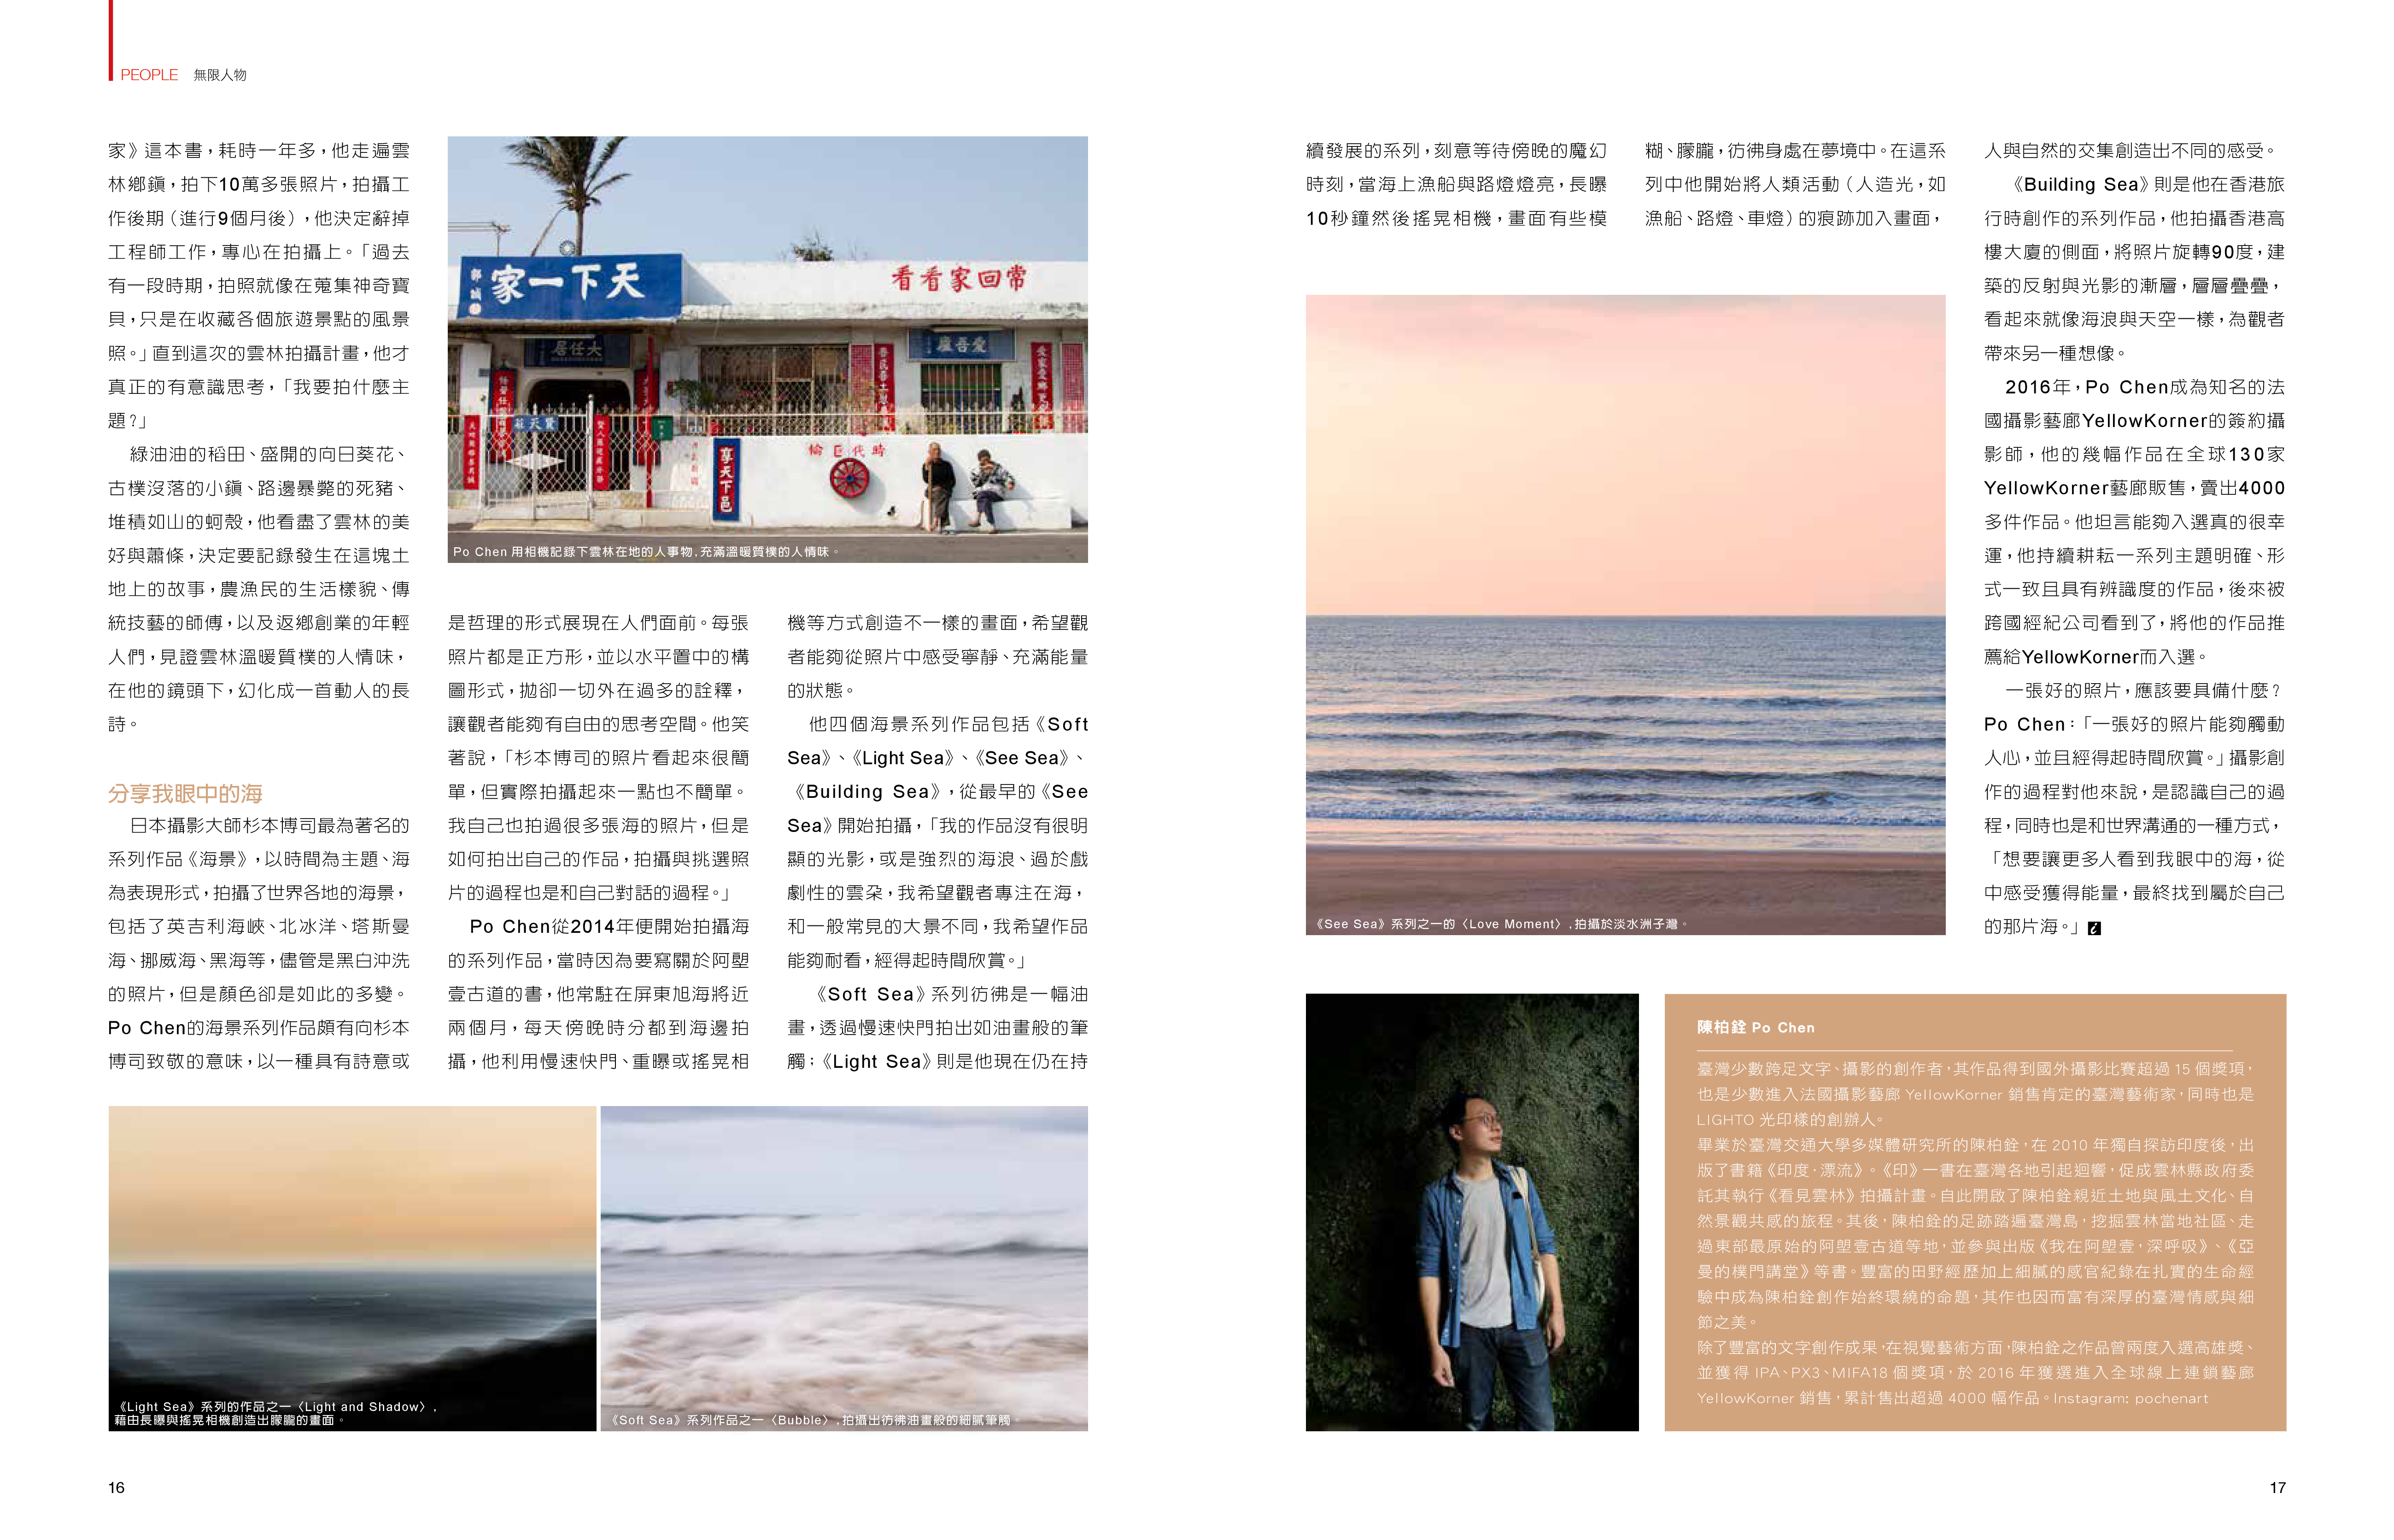 PEOPLE 無限人物
家》這本書，耗時一年多，他走遍雲
林鄉鎮，拍下10萬多張照片，拍攝工
作後期（進行9個月後），他決定辭掉
工程師工作，專心在拍攝上。「過去
有一段時期，拍照就像在蒐集神奇寶
貝，只是在收藏各個旅遊景點的風景
照。」直到這次的雲林拍攝計畫，他才
真正的有意識思考，「我要拍什麼主
題？」
綠油油的稻田、盛開的向日葵花、
古樸沒落的小鎮、路邊暴斃的死豬、
堆積如山的蚵殼，他看盡了雲林的美
好與蕭條，決定要記錄發生在這塊土
地上的故事，農漁民的生活樣貌、傳
統技藝的師傅，以及返鄉創業的年輕
人們，見證雲林溫暖質樸的人情味，
在他的鏡頭下，幻化成一首動人的長
詩。
分享我眼中的海
日本攝影大師杉本博司最為著名的
系列作品《海景》，以時間為主題、海
為表現形式，拍攝了世界各地的海景，
包括了英吉利海峽、北冰洋、塔斯曼
海、挪威海、黑海等，儘管是黑白沖洗
的照片，但是顏色卻是如此的多變。
Po Chen的海景系列作品頗有向杉本
博司致敬的意味，以一種具有詩意或
家一下天
看看家回常
居任大
廬吾愛
享天下邑
輪巨代時
Po Chen 用相機記錄下雲林在地的人事物，充滿溫暖質樸的人情味。
是哲理的形式展現在人們面前。每張
照片都是正方形，並以水平置中的構
圖形式，拋卻一切外在過多的詮釋，
讓觀者能夠有自由的思考空間。他笑
著說，「杉本博司的照片看起來很簡
單，但實際拍攝起來一點也不簡單。
我自己也拍過很多張海的照片，但是
如何拍出自己的作品，拍攝與挑選照
片的過程也是和自己對話的過程。」
Po Chen從2014年便開始拍攝海
的系列作品，當時因為要寫關於阿塱
壹古道的書，他常駐在屏東旭海將近
兩個月，每天傍晚時分都到海邊拍
攝，他利用慢速快門、重曝或搖晃相
機等方式創造不一樣的畫面，希望觀
者能夠從照片中感受寧靜、充滿能量
的狀態。
他四個海景系列作品包括《Soft
Sea》、《Light Sea》、《See Sea》、
《Building Sea》，從最早的《See
Sea》開始拍攝，「我的作品沒有很明
顯的光影，或是強烈的海浪、過於戲
劇性的雲朵，我希望觀者專注在海，
和一般常見的大景不同，我希望作品
能夠耐看，經得起時間欣賞。」
《Soft Sea》系列彷彿是一幅油
畫，透過慢速快門拍出如油畫般的筆
觸；《Light Sea》則是他現在仍在持
《Light Sea》系列的作品之一〈Light and Shadow〉，
藉由長曝與搖晃相機創造出朦朧的畫面。
《Soft Sea》系列作品之一〈Bubble〉，拍攝出彷彿油畫般的細膩筆觸。
16
續發展的系列，刻意等待傍晚的魔幻
時刻，當海上漁船與路燈燈亮，長曝
10秒鐘然後搖晃相機，畫面有些模
糊、朦朧，彷彿身處在夢境中。在這系
列中他開始將人類活動（人造光，如
漁船、路燈、車燈）的痕跡加入畫面，
《See Sea》系列之一的〈Love Moment〉，拍攝於淡水洲子灣。
人與自然的交集創造出不同的感受。
《Building Sea》則是他在香港旅
行時創作的系列作品，他拍攝香港高
樓大廈的側面，將照片旋轉90度，建
築的反射與光影的漸層，層層疊疊，
看起來就像海浪與天空一樣，為觀者
帶來另一種想像。
2016年，Po Chen成為知名的法
國攝影藝廊YellowKorner的簽約攝
影師，他的幾幅作品在全球130家
YellowKorner藝廊販售，賣出4000
多件作品。他坦言能夠入選真的很幸
運，他持續耕耘一系列主題明確、形
式一致且具有辨識度的作品，後來被
跨國經紀公司看到了，將他的作品推
薦給YellowKorner而入選。
一張好的照片，應該要具備什麼？
Po Chen：「一張好的照片能夠觸動
人心，並且經得起時間欣賞。」攝影創
作的過程對他來說，是認識自己的過
程，同時也是和世界溝通的一種方式，
「想要讓更多人看到我眼中的海，從
中感受獲得能量，最終找到屬於自己
的那片海。」 i
陳柏銓 Po Chen
臺灣少數跨足文字、攝影的創作者，其作品得到國外攝影比賽超過 15 個獎項，
也是少數進入法國攝影藝廊 YellowKorner 銷售肯定的臺灣藝術家，同時也是
LIGHTO 光印樣的創辦人。
畢業於臺灣交通大學多媒體研究所的陳柏銓，在 2010 年獨自探訪印度後，出
版了書籍《印度．漂流》。《印》一書在臺灣各地引起迴響，促成雲林縣政府委
託其執行《看見雲林》拍攝計畫。自此開啟了陳柏銓親近土地與風土文化、自
然景觀共感的旅程。其後，陳柏銓的足跡踏遍臺灣島，挖掘雲林當地社區、走
過東部最原始的阿塱壹古道等地，並參與出版《我在阿塱壹，深呼吸》、《亞
曼的樸門講堂》等書。豐富的田野經歷加上細膩的感官紀錄在扎實的生命經
驗中成為陳柏銓創作始終環繞的命題，其作也因而富有深厚的臺灣情感與細
節之美。
除了豐富的文字創作成果，在視覺藝術方面，陳柏銓之作品曾兩度入選高雄獎、
並獲得 IPA、PX3、MIFA18 個獎項，於 2016 年獲選進入全球線上連鎖藝廊
YellowKorner 銷售，累計售出超過 4000 幅作品。Instagram: pochenart
17